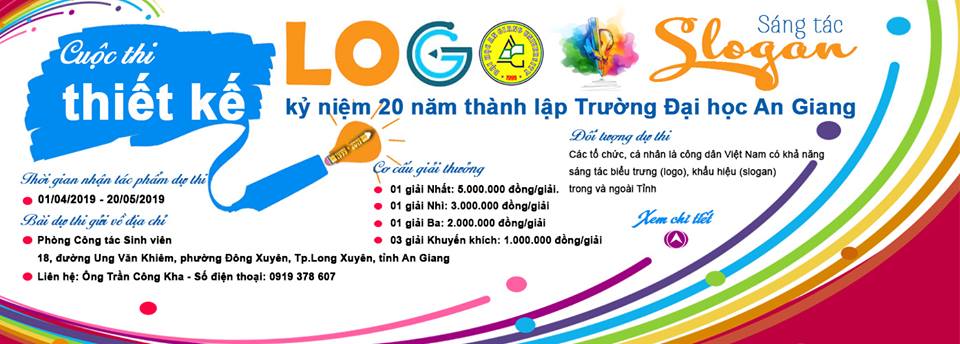 Cuộc thi
thiết kế
LOGO
ĐẠI HỌC AN GIANG UNIVERSITY
1999
Sáng tác
Slogan
kỷ niệm 20 năm thành lập Trường Đại học An Giang
Thời gian nhận tác phẩm dự thi
01/04/2019 - 20/05/2019
Bài dự thi gửi về địa chỉ
Phòng Công tác Sinh viên
18, đường Ung Văn Khiêm, phường Đông Xuyên, Tp.Long Xuyên, tỉnh An Giang
Liên hệ: Ông Trần Công Kha - Số điện thoại: 0919 378 607
Cơ cấu giải thưởng
01 giải Nhất: 5.000.000 đồng/giải.
01 giải Nhì: 3.000.000 đồng/giải
01 giải Ba: 2.000.000 đồng/giải
03 giải Khuyến khích: 1.000.000 đồng/giải
Đối tượng dự thi
Các tổ chức, cá nhân là công dân Việt Nam có khả năng
sáng tác biểu trưng (logo), khẩu hiệu (slogan)
trong và ngoài Tỉnh
Xem chi tiết